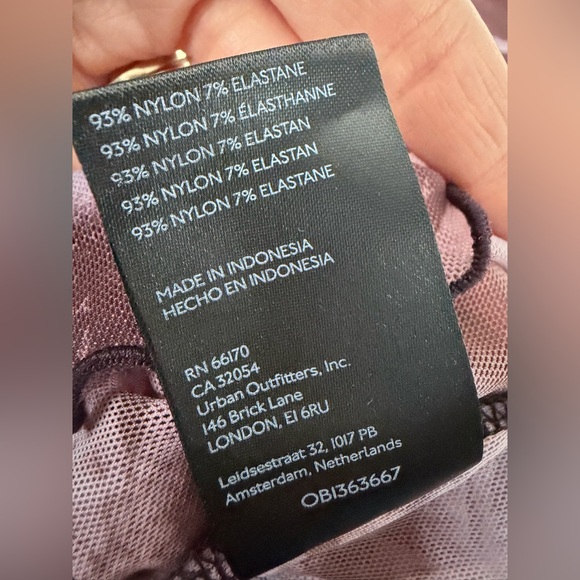 93% NYLON 7% ELASTANE
93% NYLON 7% ÉLASTHANNE
93% NYLON 7% ELASTAN
93% NYLON 7% ELASTAN
93% NYLON 7% ELASTANE
MADE IN INDONESIA
HECHO EN INDONESIA
RN 66170
CA 32054
Urban Outfitters, Inc.
146 Brick Lane
LONDON, E1 6RU
Leidsestraat 32, 1017 PB
Amsterdam, Netherlands
OB1363667